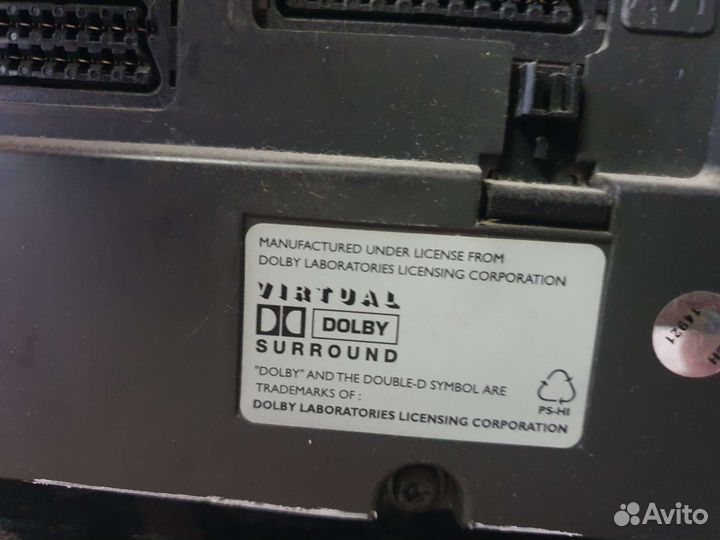 MANUFACTURED UNDER LICENSE FROM
DOLBY LABORATORIES LICENSING CORPORATION
VIRTUAL
DOLBY
SURROUND
"DOLBY" AND THE DOUBLE-D SYMBOL ARE
TRADEMARKS OF :
DOLBY LABORATORIES LICENSING CORPORATION
PS-HI
14921
Avito